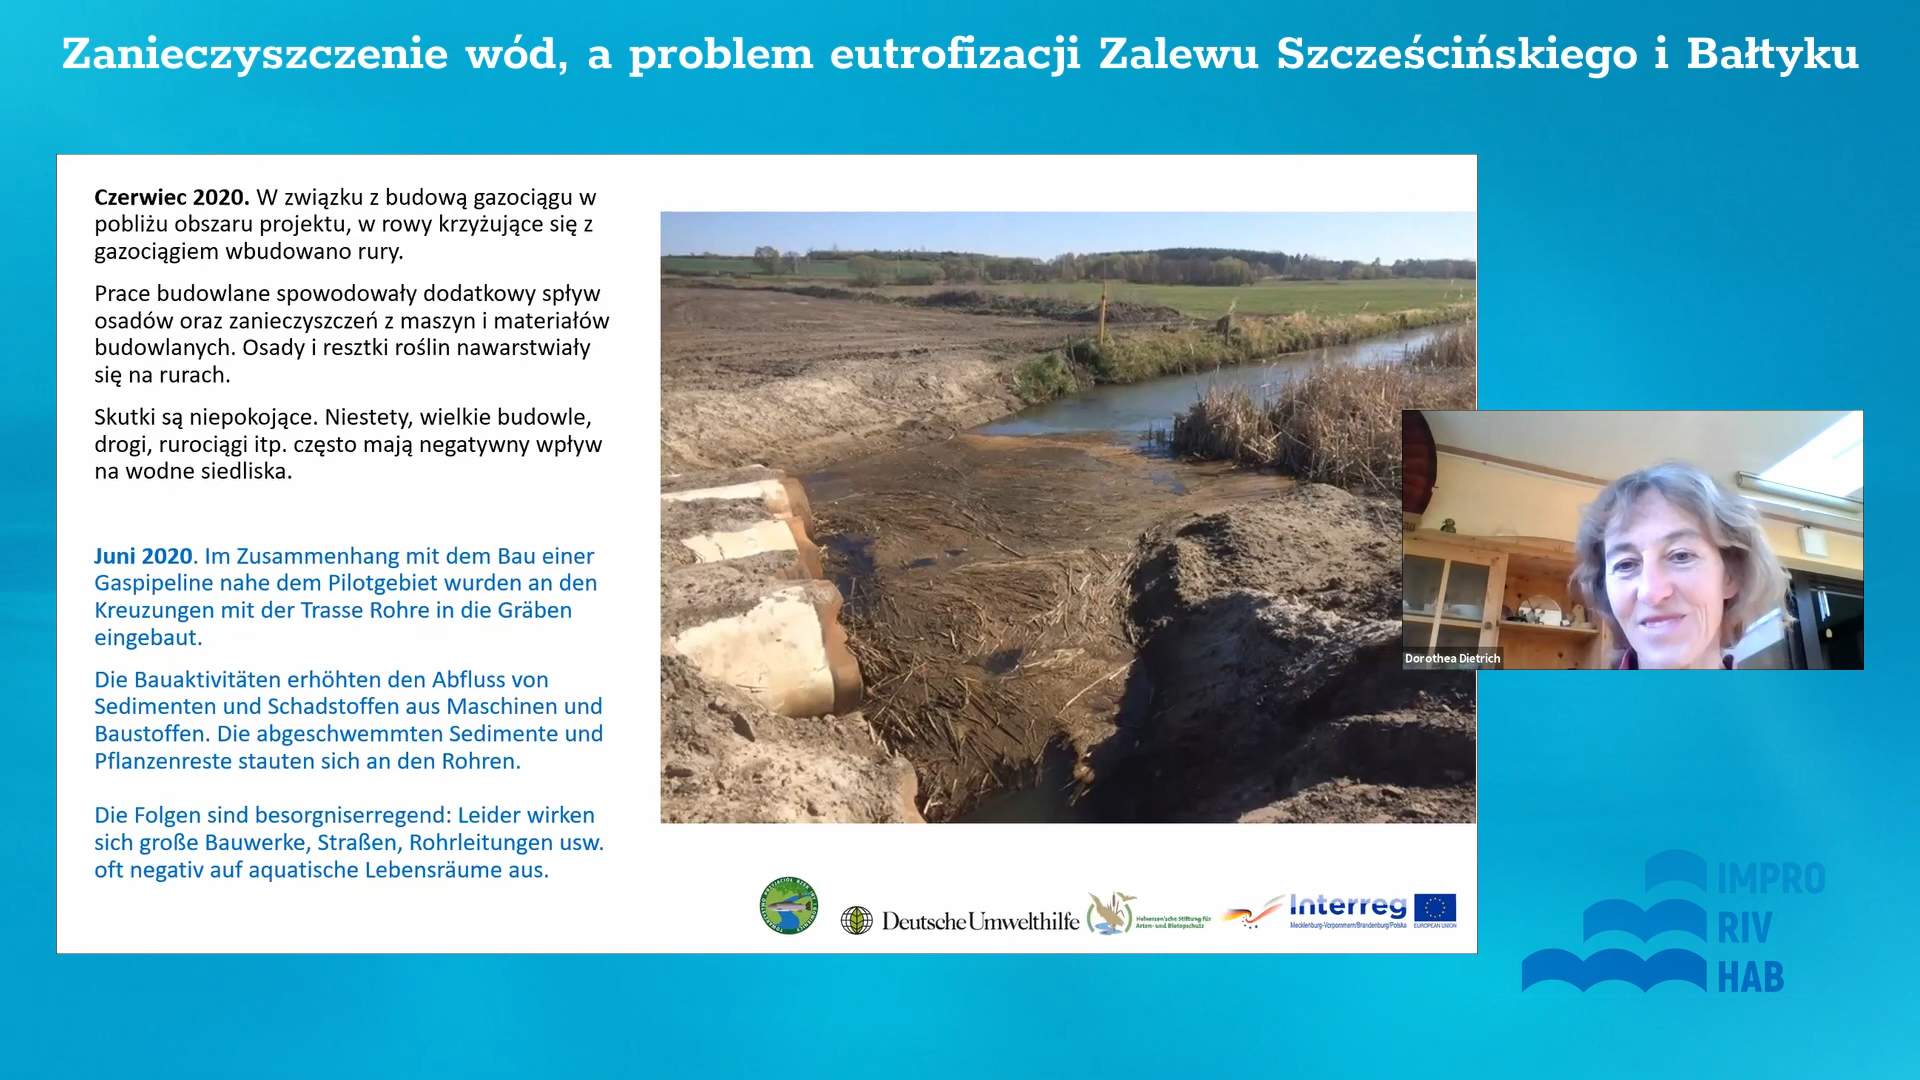 Zanieczyszczenie wód, a problem eutrofizacji Zalewu Szcześcińskiego i Bałtyku
Czerwiec 2020. W związku z budową gazociągu w
pobliżu obszaru projektu, w rowy krzyżujące się z
gazociągiem wbudowano rury.
Prace budowlane spowodowały dodatkowy spływ
osadów oraz zanieczyszczeń z maszyn i materiałów
budowlanych. Osady i resztki roślin nawarstwiały
się na rurach.
Skutki są niepokojące. Niestety, wielkie budowle,
drogi, rurociągi itp. często mają negatywny wpływ
na wodne siedliska.
Juni 2020. Im Zusammenhang mit dem Bau einer
Gaspipeline nahe dem Pilotgebiet wurden an den
Kreuzungen mit der Trasse Rohre in die Gräben
eingebaut.
Die Bauaktivitäten erhöhten den Abfluss von
Sedimenten und Schadstoffen aus Maschinen und
Baustoffen. Die abgeschwemmten Sedimente und
Pflanzenreste stauten sich an den Rohren.
Die Folgen sind besorgniserregend: Leider wirken
sich große Bauwerke, Straßen, Rohrleitungen usw.
oft negativ auf aquatische Lebensräume aus.
Dorothea Dietrich
Deutsche Umwelthilfe
Stiftung für
Arten- und Biotopschutz
Interreg
Mecklenburg-Vorpommern/Brandenburg/Polska
EUROPEAN UNION
IMPRO
RIV
HAB